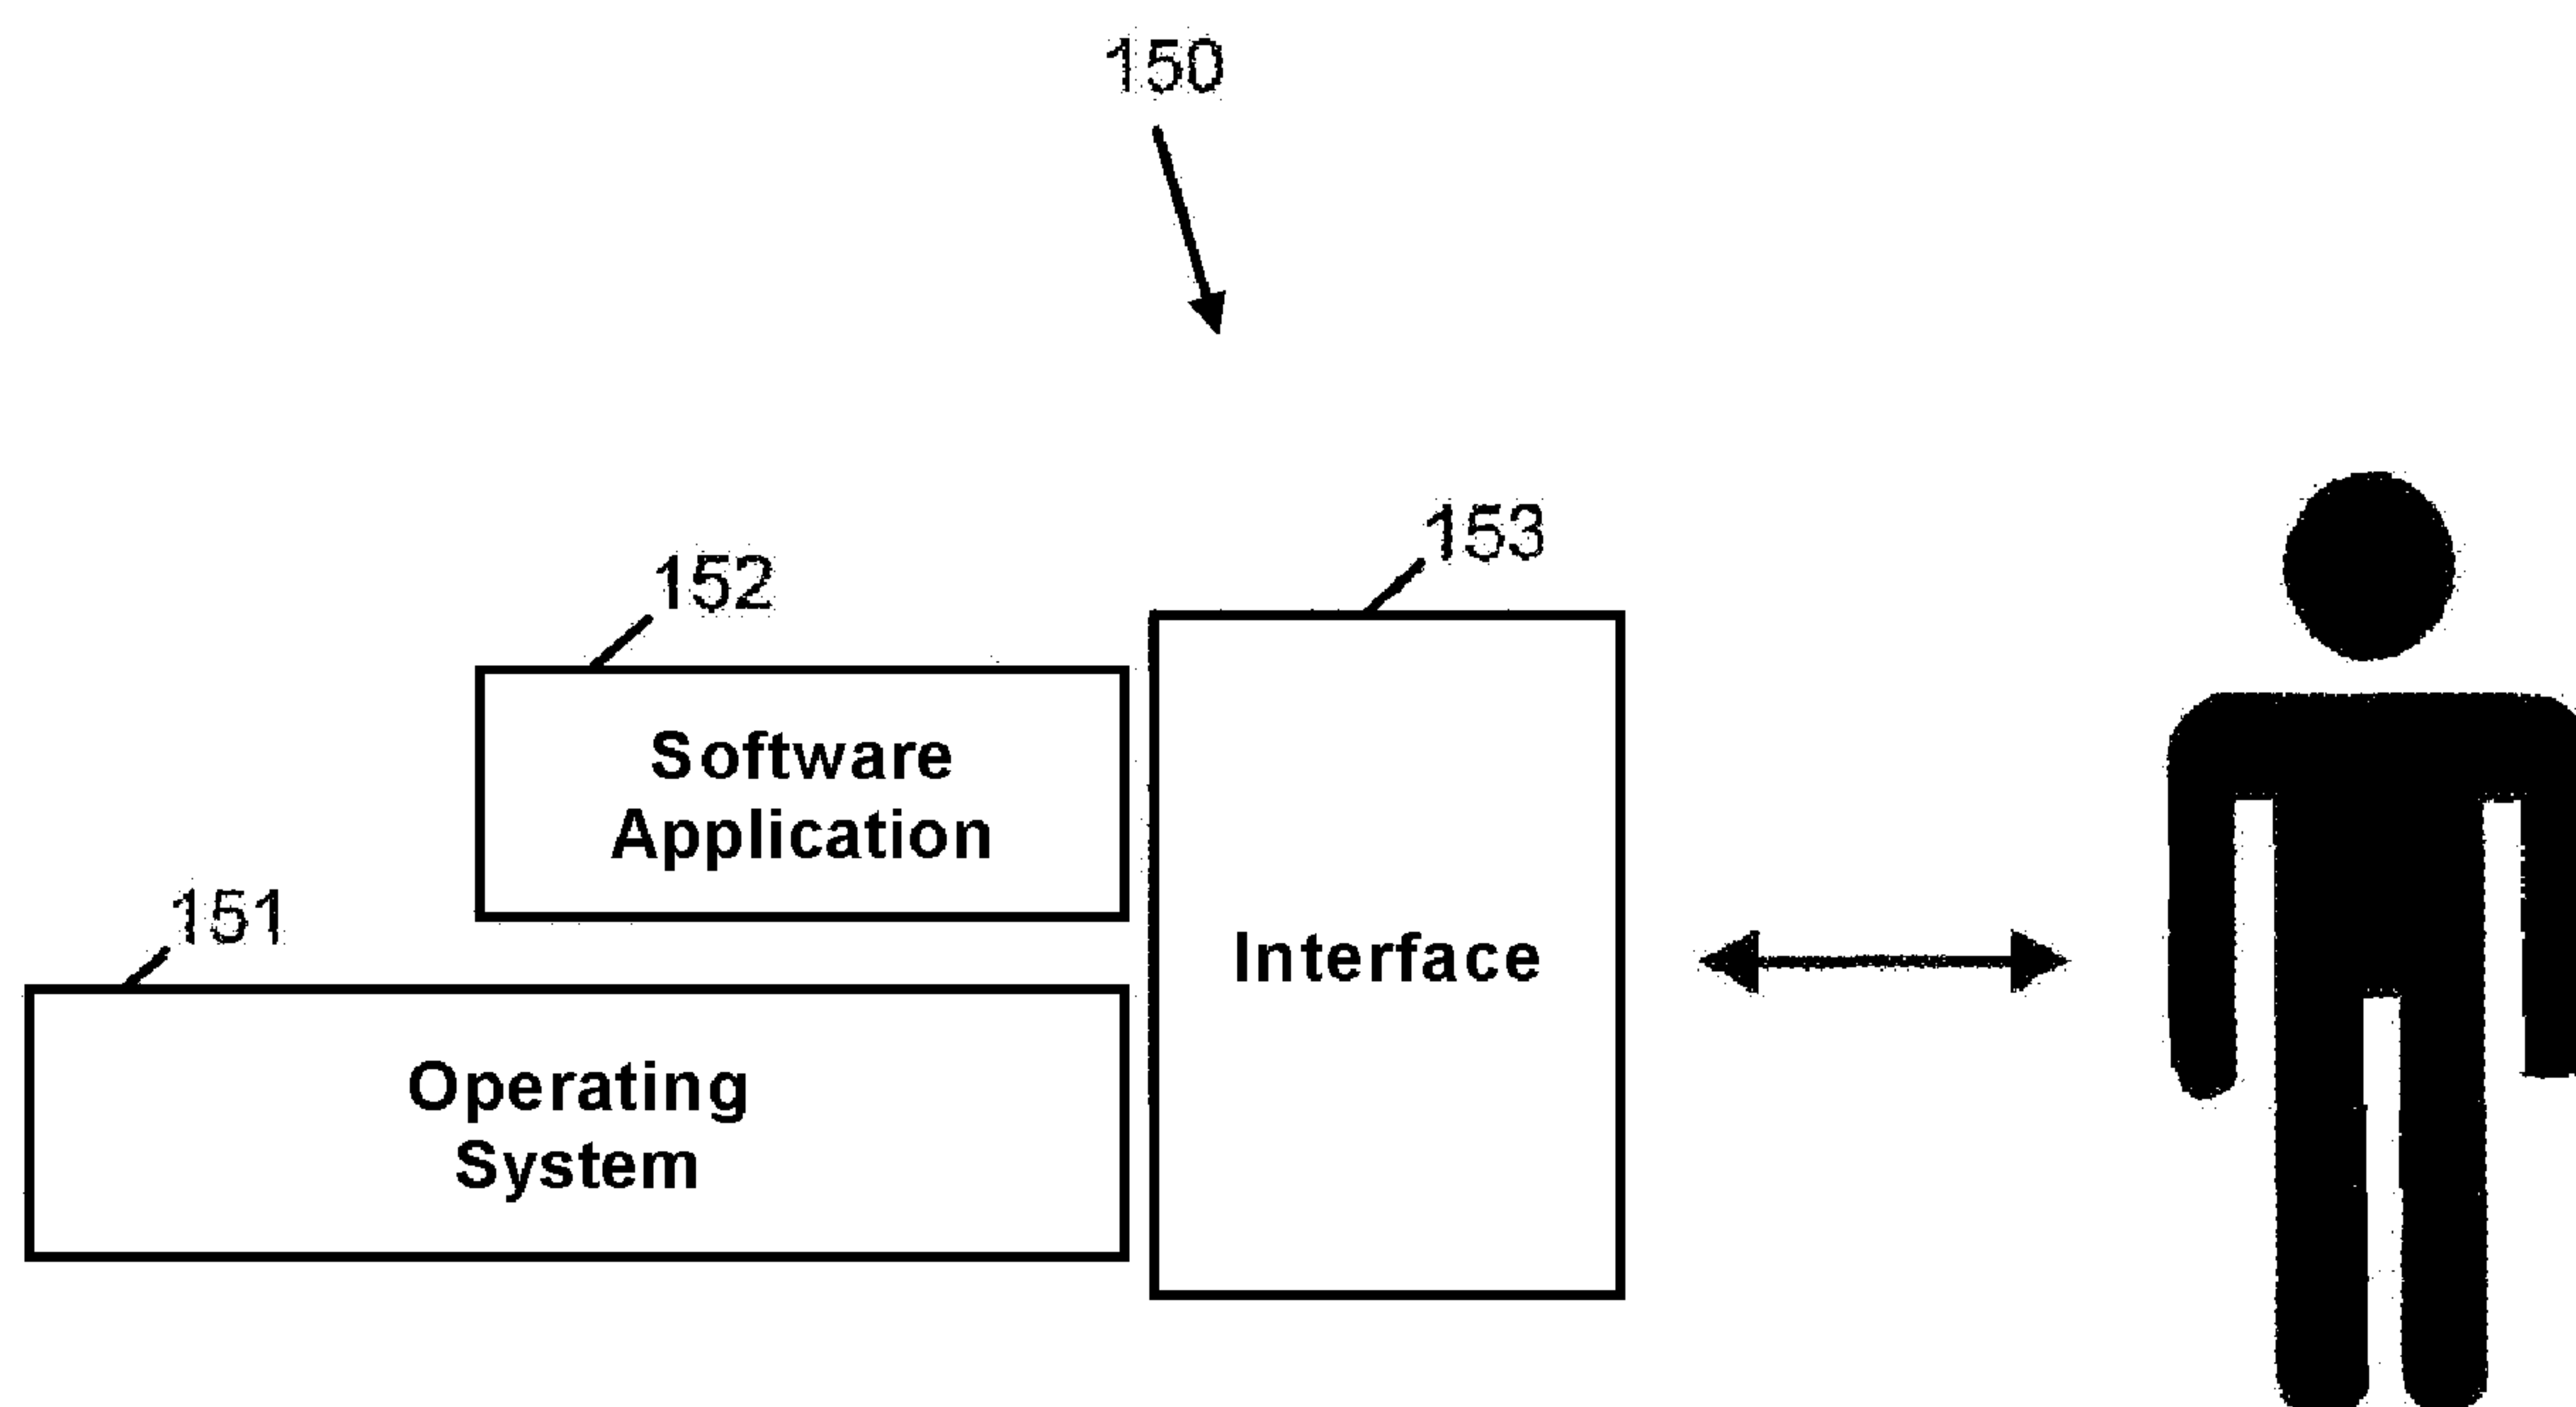 150
153
152
Software
Application
151
Interface
Operating
System